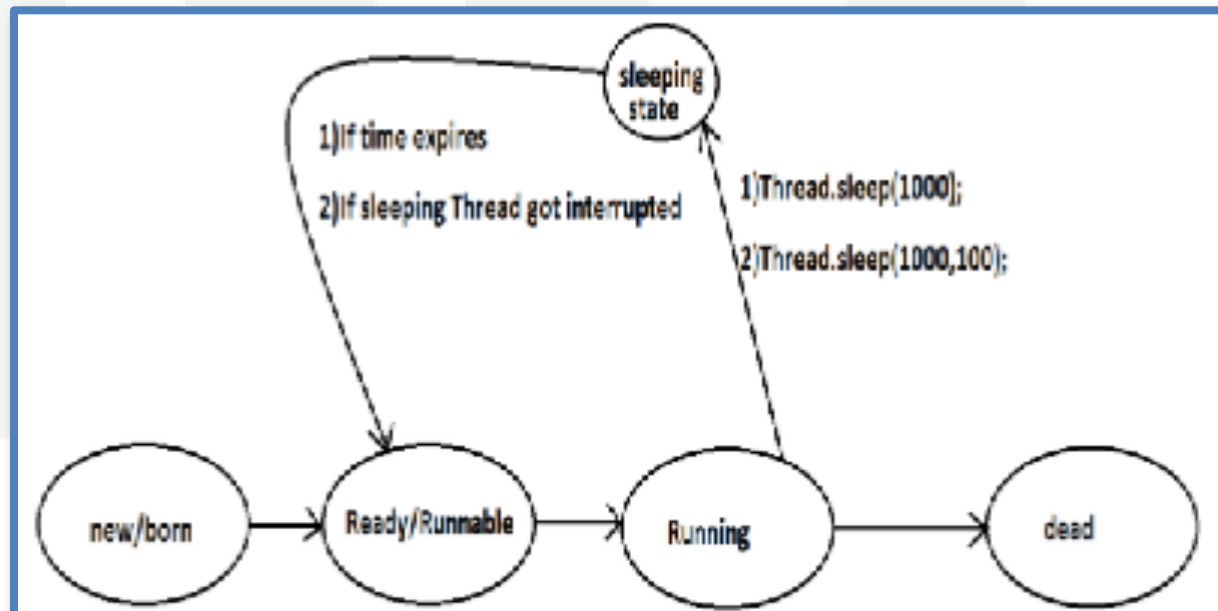 sleeping
state
1)If time expires
2)If sleeping Thread got interrupted
1)Thread.sleep(1000);
2)Thread.sleep(1000,100);
new/born
Ready/Runnable
Running
dead